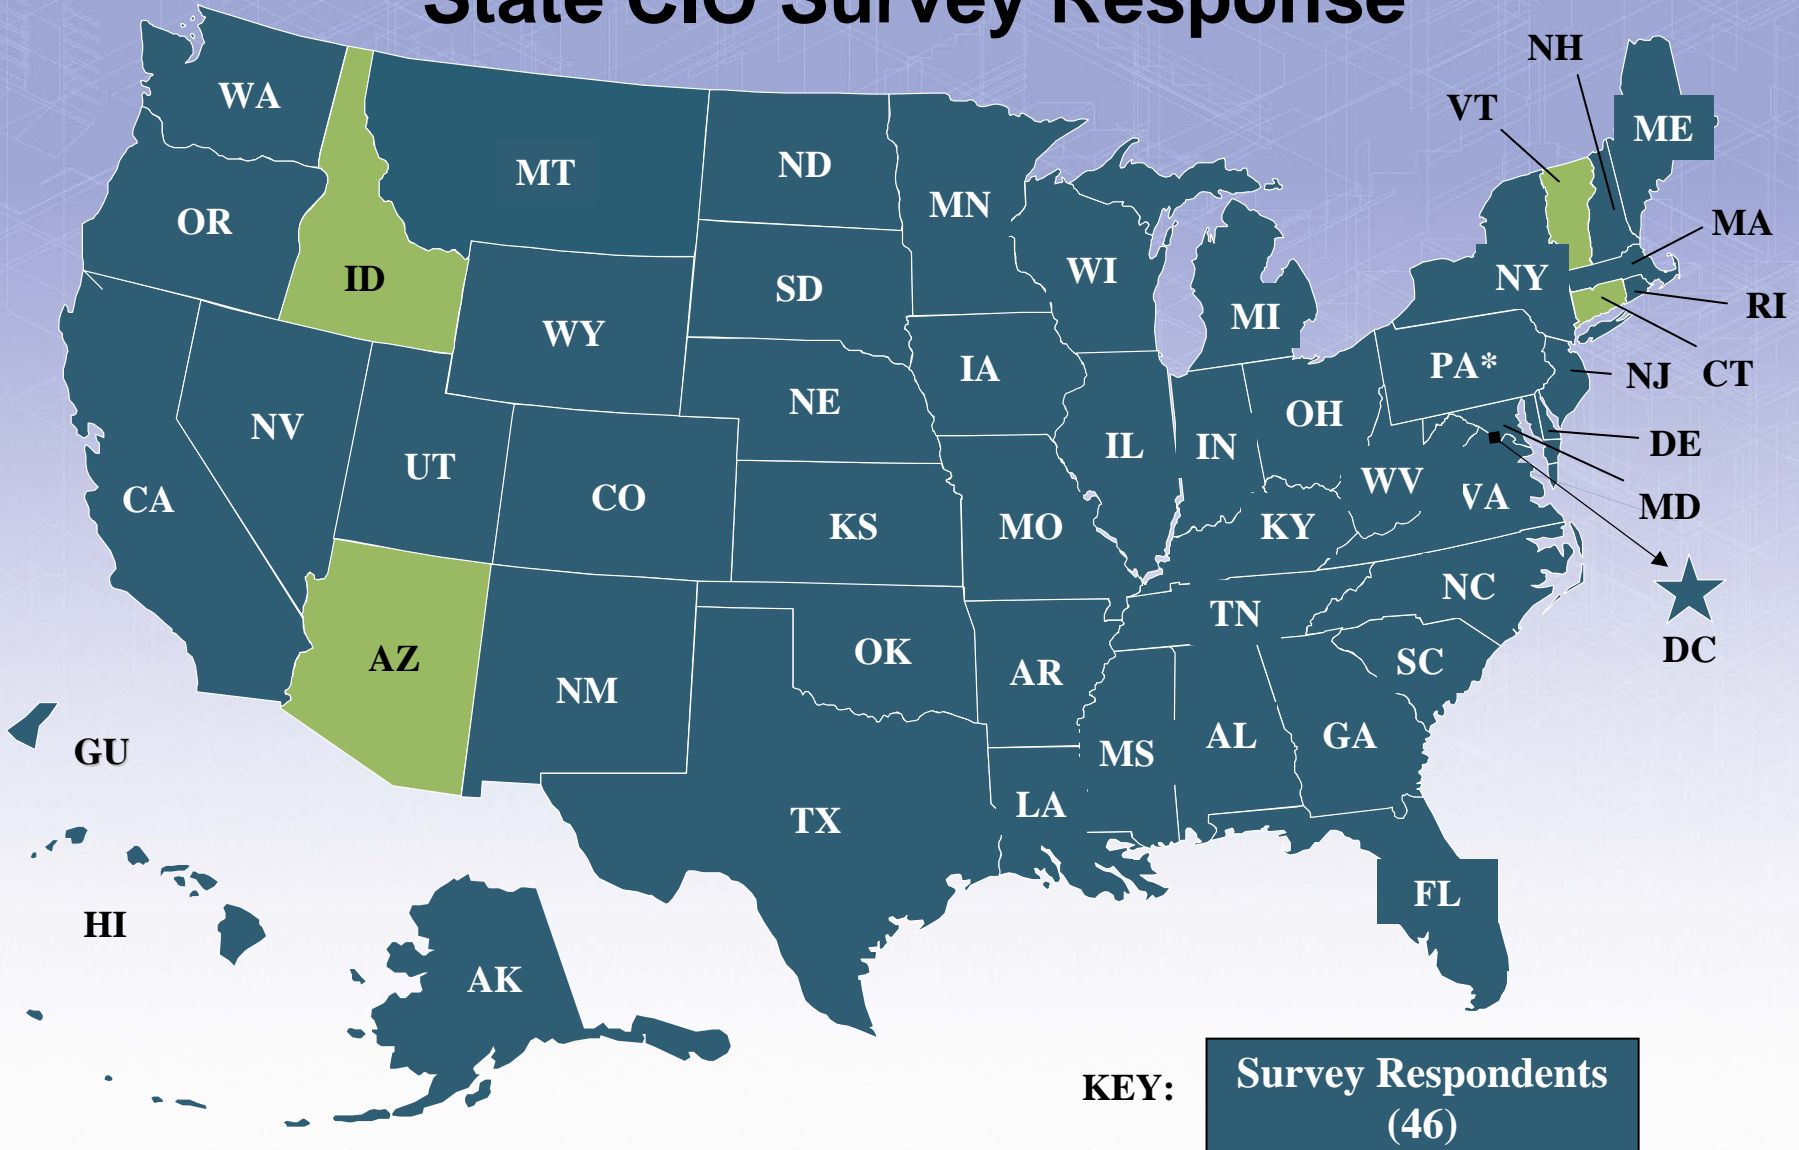 State CIO Survey Response
NH
VT
WA
ME
MT
ND
MN
OR
MA
WI
ID
SD
NY
RI
MI
WY
PA*
IA
NJ
CT
NE
OH
NV
DE
IL
IN
UT
WV
CO
CA
VA
MD
KS
MO
KY
NC
TN
DC
OK
SC
AZ
AR
NM
GA
AL
GU
MS
LA
TX
FL
HI
AK
KEY:
Survey Respondents
(46)